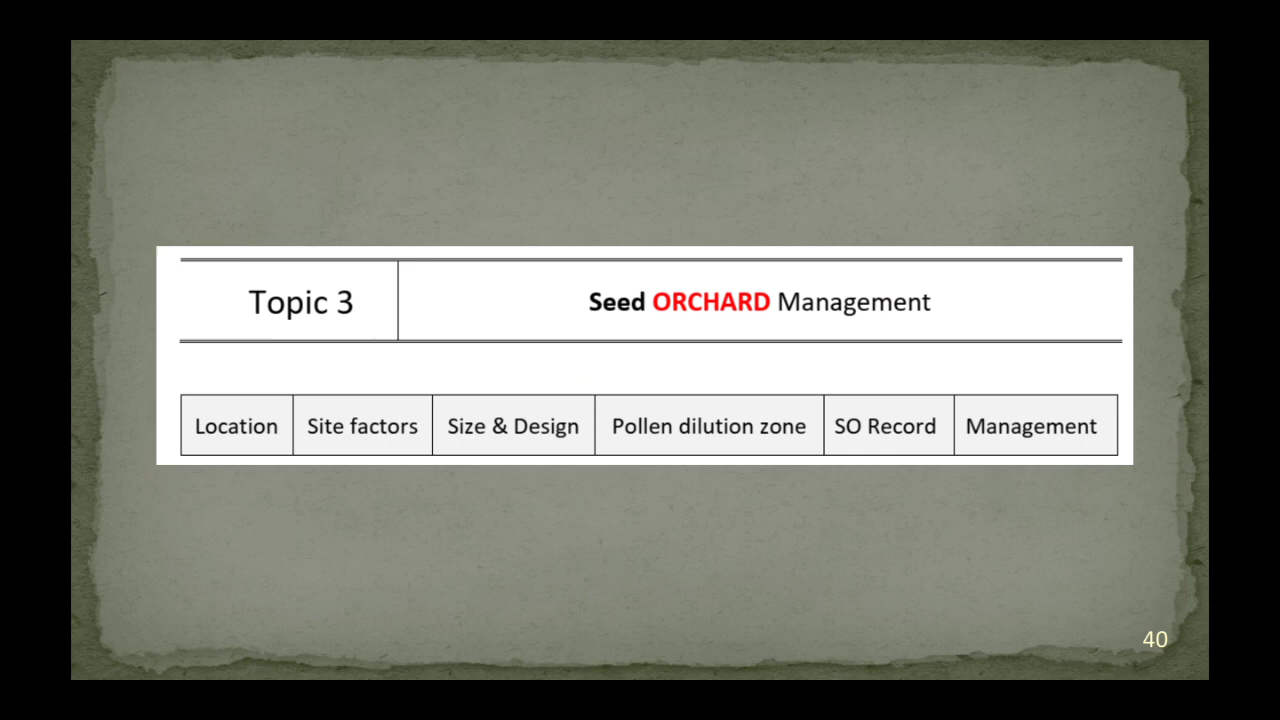 Topic 3
Seed ORCHARD Management
Location Site factors Size & Design Pollen dilution zone SO Record Management
40